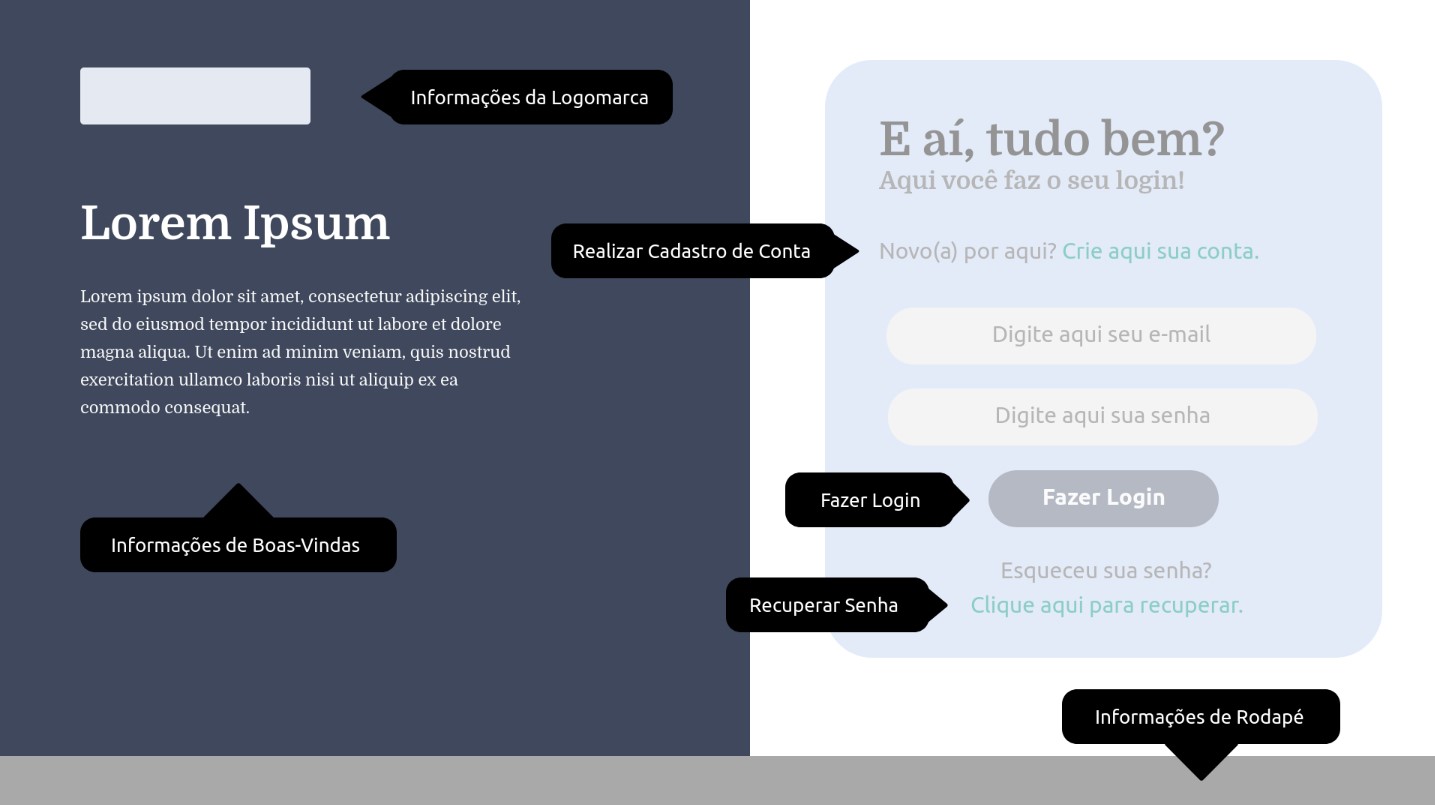 Informações da Logomarca
Lorem Ipsum
Lorem ipsum dolor sit amet, consectetur adipiscing elit,
sed do eiusmod tempor incididunt ut labore et dolore
magna aliqua. Ut enim ad minim veniam, quis nostrud
exercitation ullamco laboris nisi ut aliquip ex ea
commodo consequat.
Informações de Boas-Vindas
E aí, tudo bem?
Aqui você faz o seu login!
Realizar Cadastro de Conta
Novo(a) por aqui? Crie aqui sua conta.
Digite aqui seu e-mail
Digite aqui sua senha
Fazer Login
Fazer Login
Esqueceu sua senha?
Recuperar Senha
Clique aqui para recuperar.
Informações de Rodapé